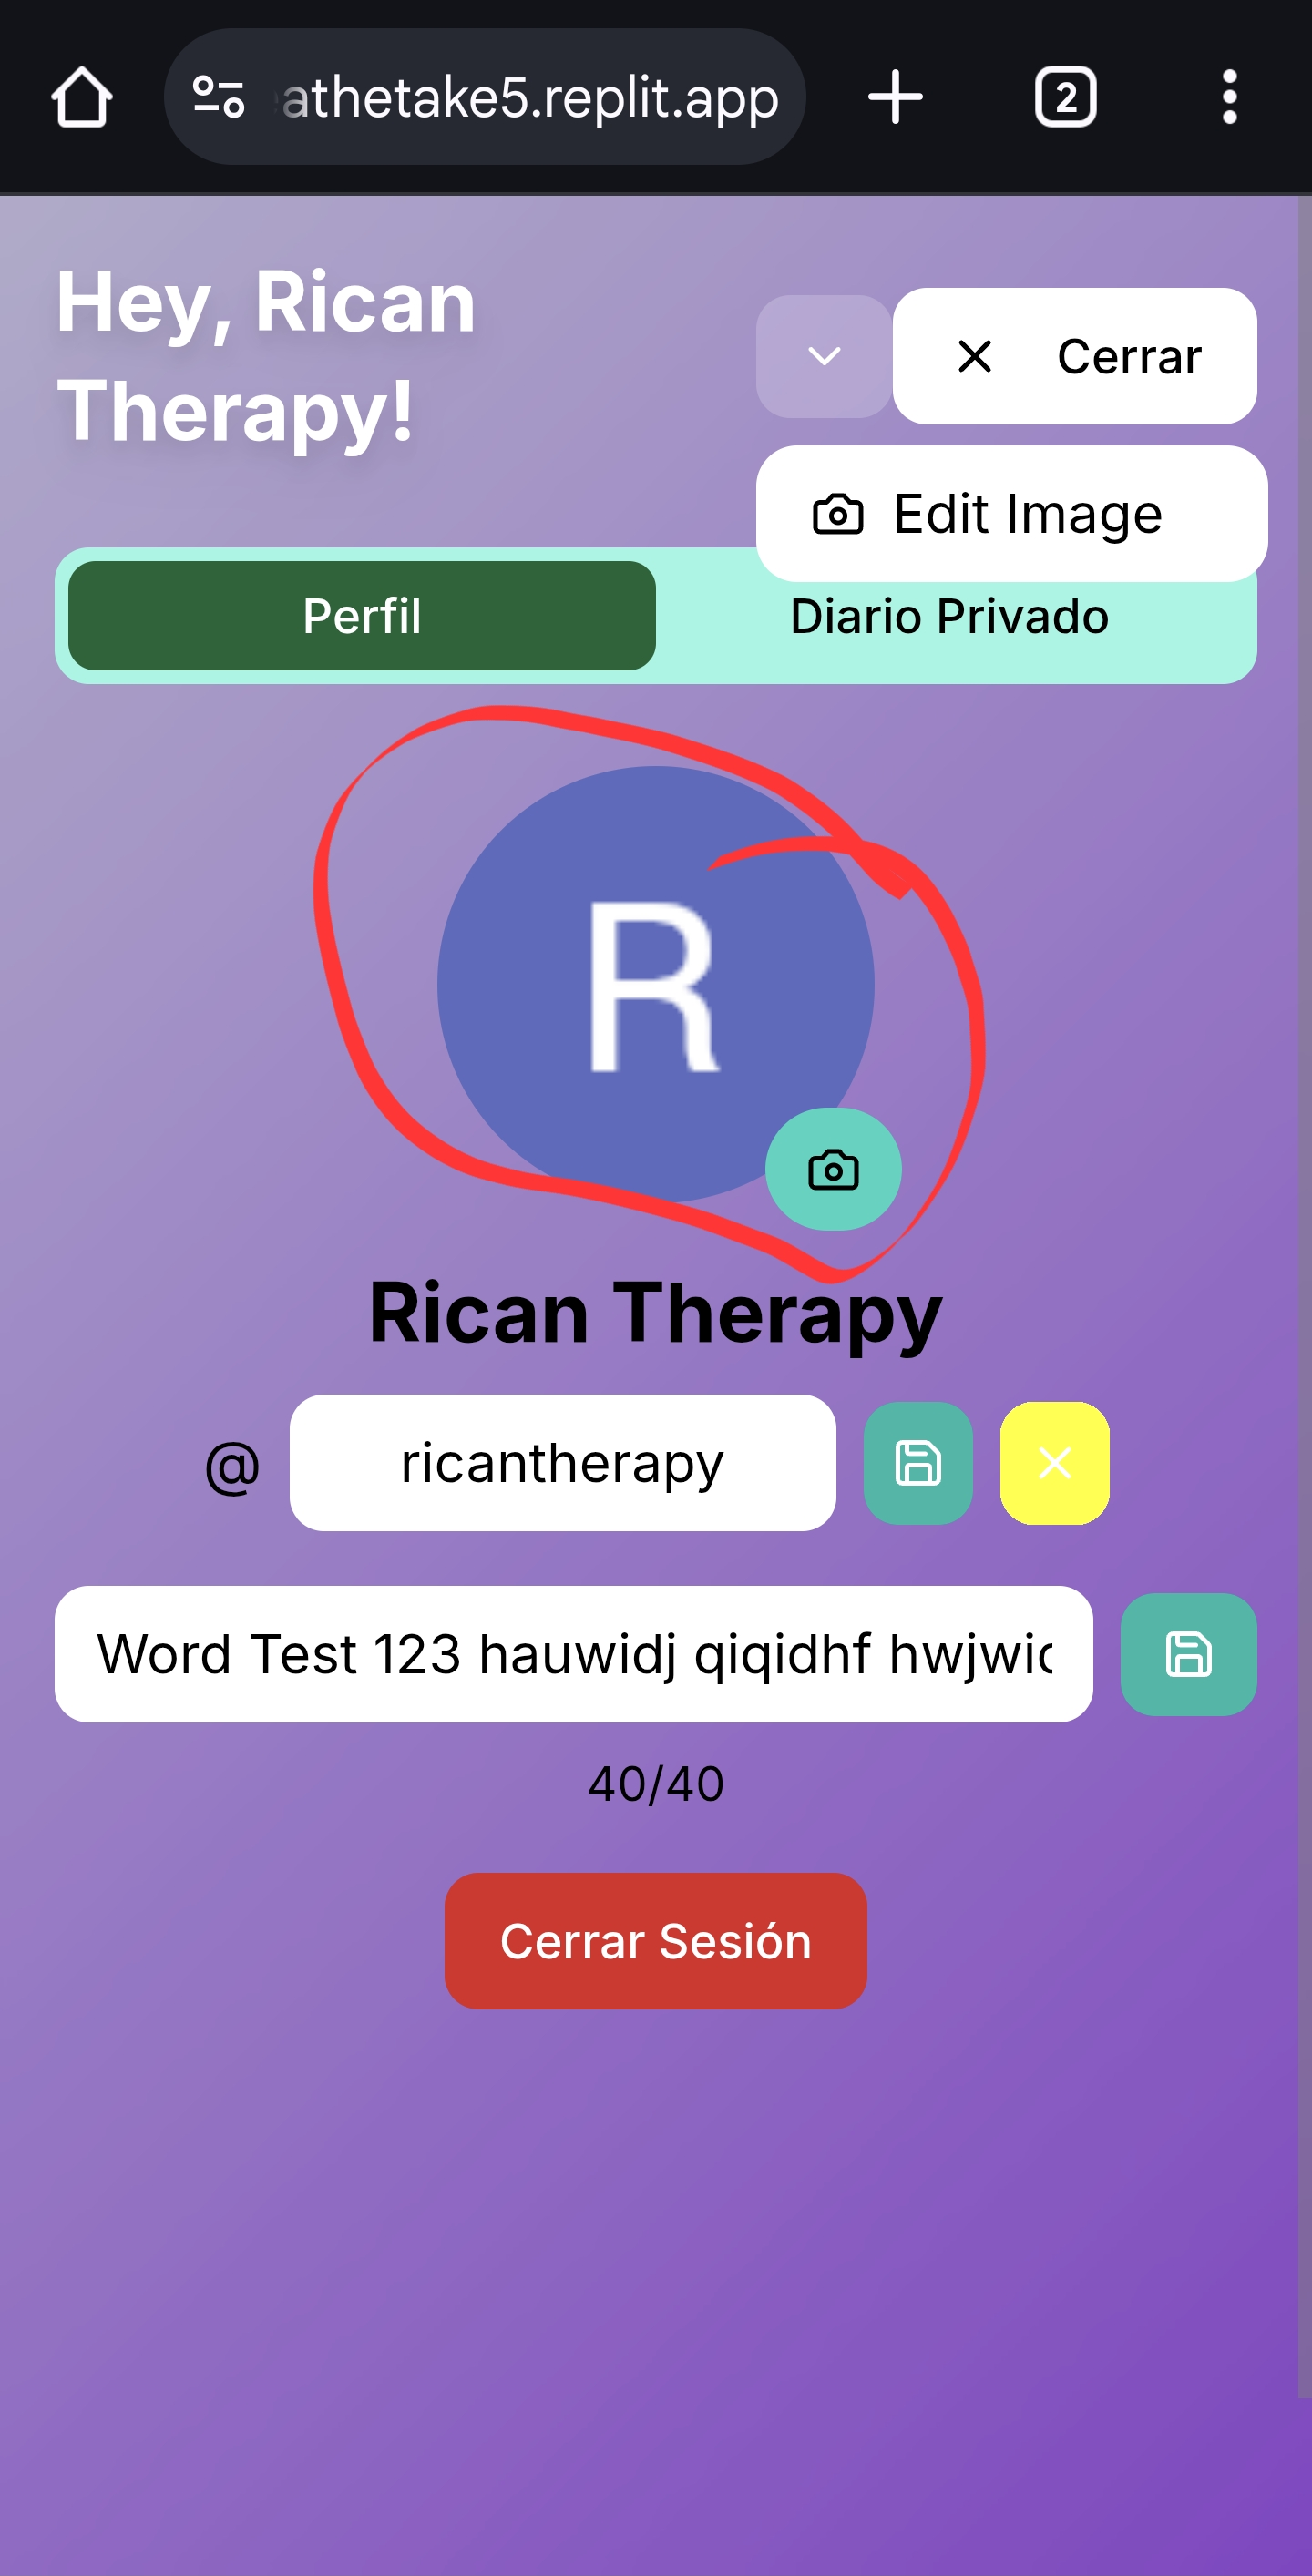 athetake5.replit.app
2
Hey, Rican
Therapy!
Cerrar
Edit Image
Perfil
Diario Privado
R
Rican Therapy
@ ricantherapy
Word Test 123 hauwidj qiqidhf
40/40
Cerrar Sesión